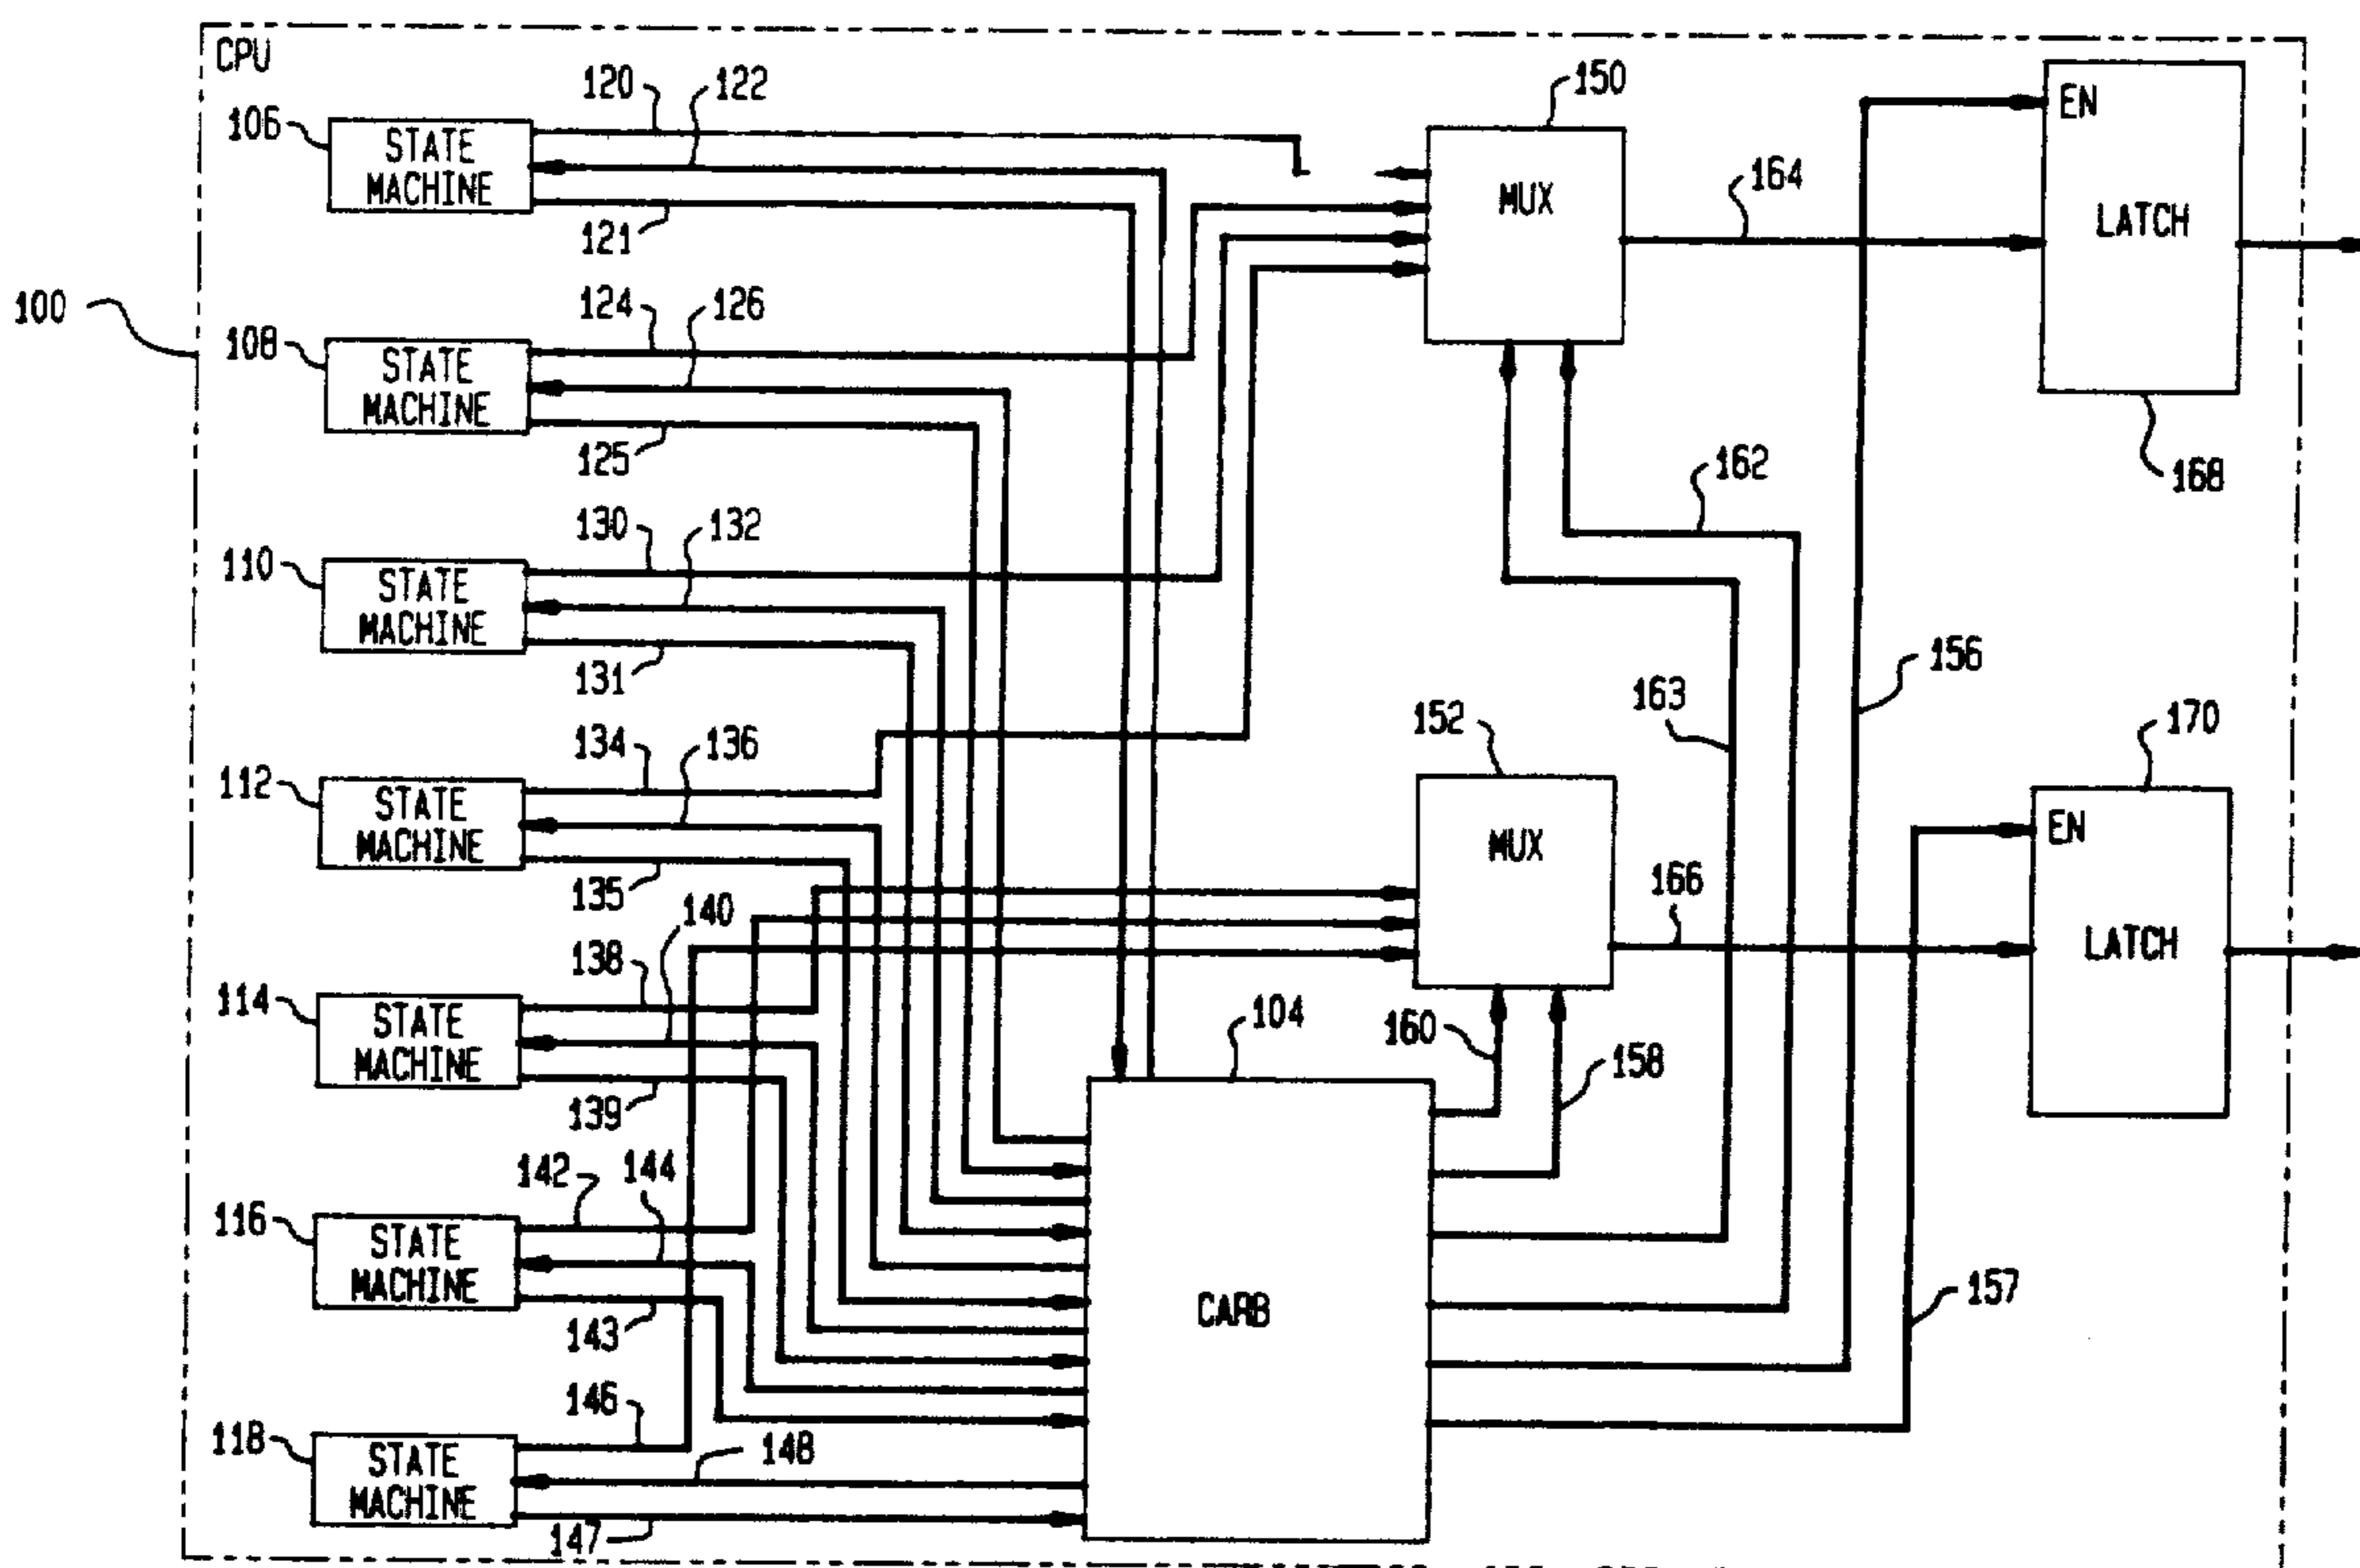 CPU
120
122
150
106
STATE
MACHINE
EN
MUX
164
LATCH
121
100
124
126
108
STATE
MACHINE
125
162
168
130
132
110
STATE
MACHINE
131
156
163
152
170
134
136
112
STATE
MACHINE
EN
MUX
135
166
140
LATCH
138
114
STATE
MACHINE
104
160
158
139
142
144
116
STATE
MACHINE
143
CARB
157
146
118
STATE
MACHINE
148
147